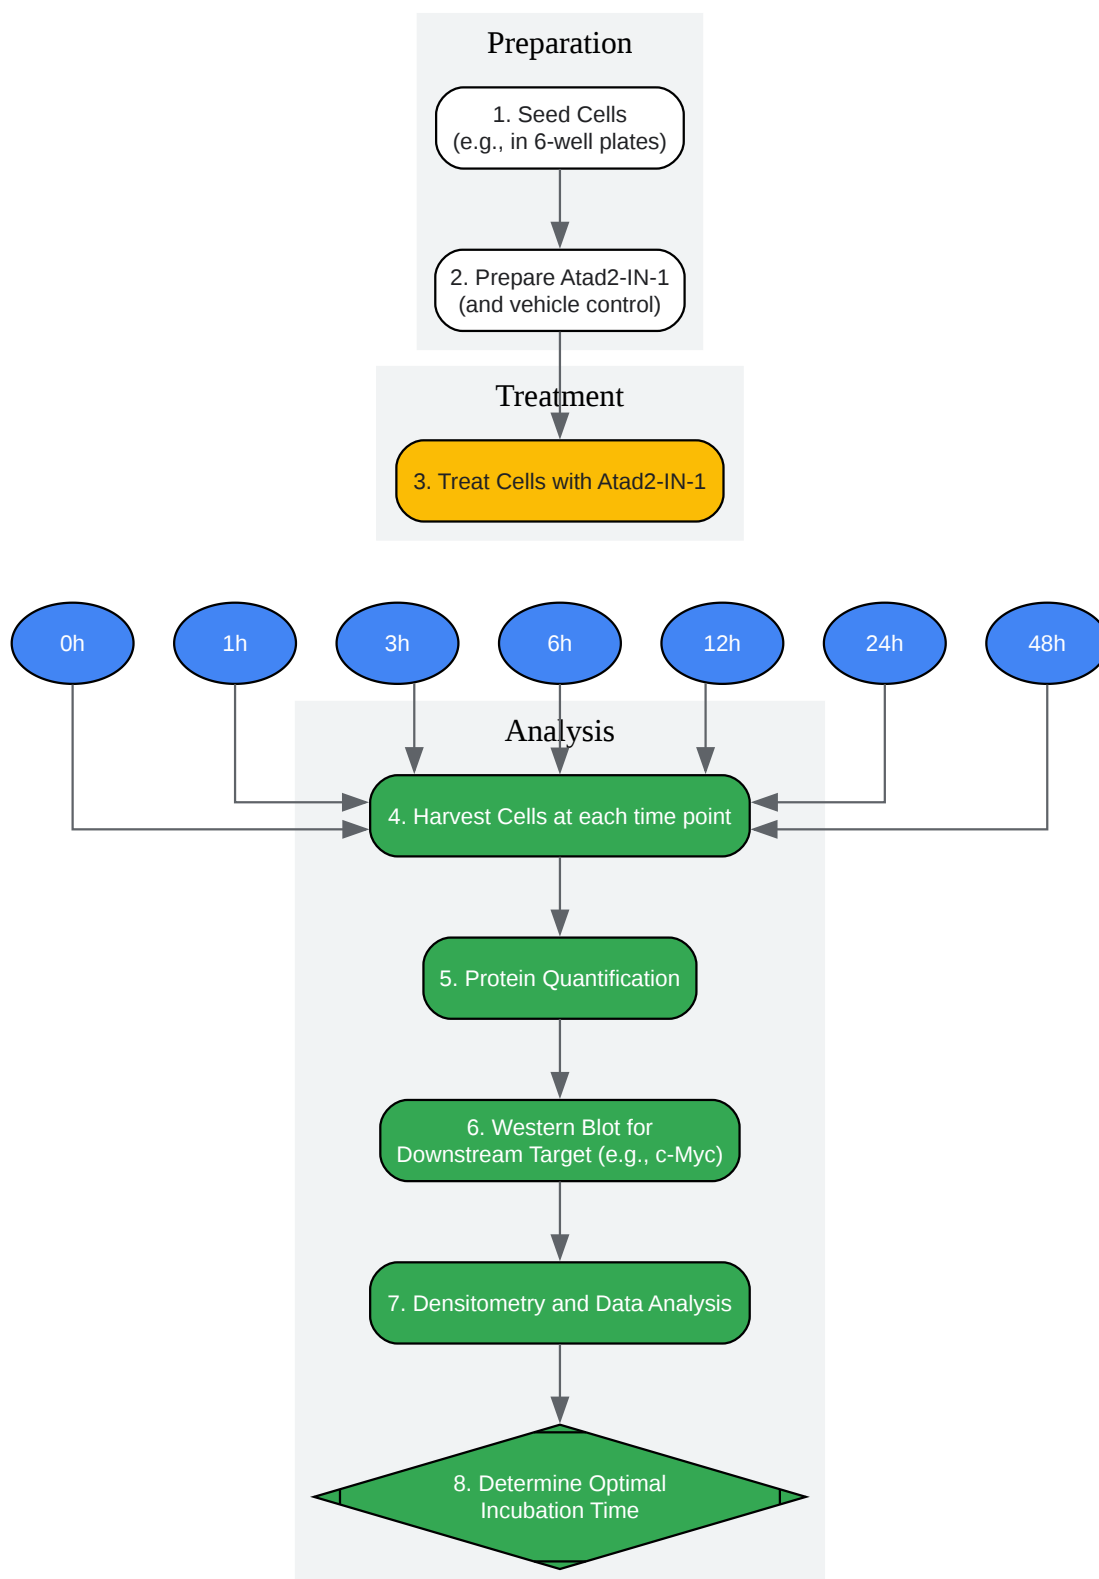 Preparation
1. Seed Cells
(e.g., in 6-well plates)
2. Prepare Atad2-IN-1
(and vehicle control)
Treatment
3. Treat Cells with Atad2-IN-1
0h
1h
3h
6h
12h
24h
48h
Analysis
4. Harvest Cells at each time point
5. Protein Quantification
6. Western Blot for
Downstream Target (e.g., c-Myc)
7. Densitometry and Data Analysis
8. Determine Optimal
Incubation Time